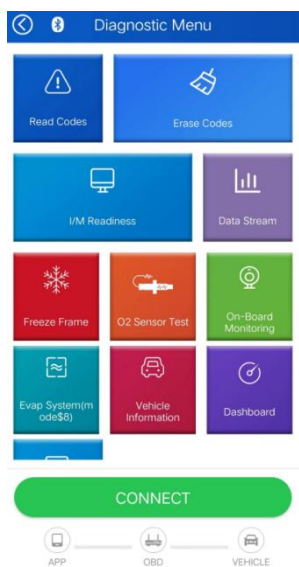 Diagnostic Menu
Read Codes
Erase Codes
I/M Readiness
Data Stream
Freeze Frame
O2 Sensor Test
On-Board
Monitoring
Evap System(m
ode$8)
Vehicle
Information
Dashboard
CONNECT
APP
OBD
VEHICLE